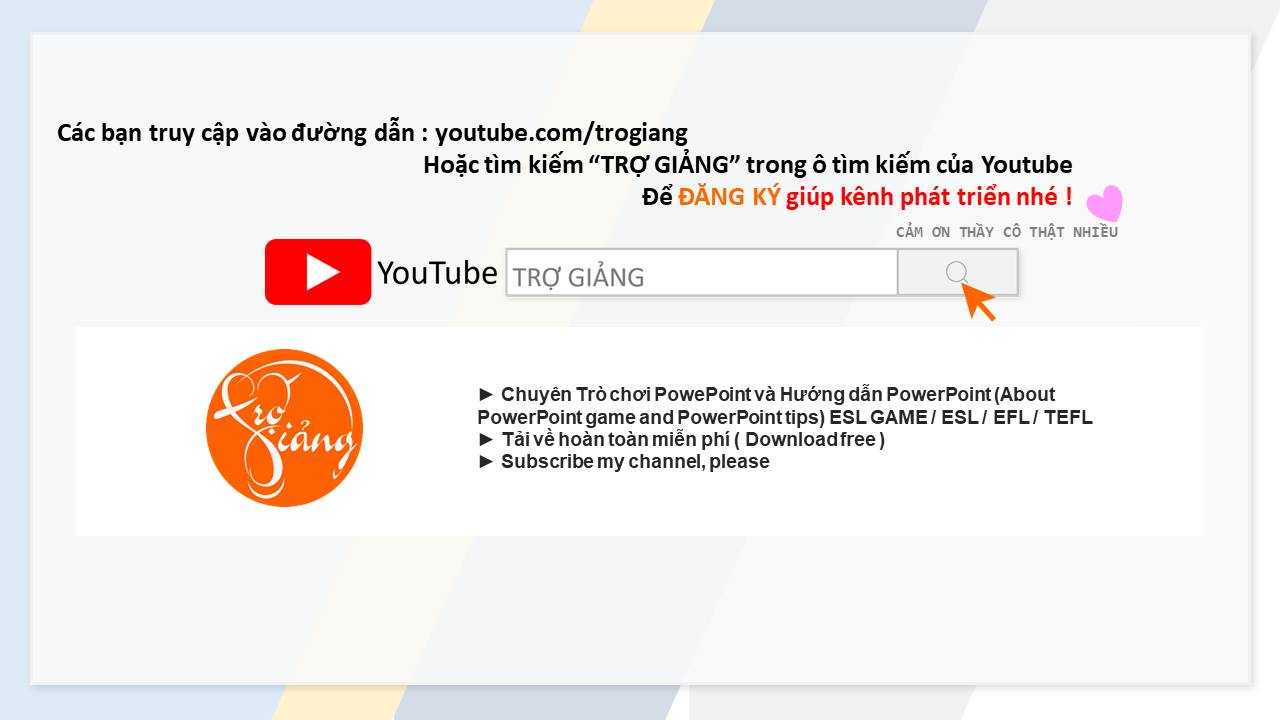 Các bạn truy cập vào đường dẫn : youtube.com/trogiang
Hoặc tìm kiếm “TRỢ GIẢNG” trong ô tìm kiếm của Youtube
Để ĐĂNG KÝ giúp kênh phát triển nhé !
CẢM ƠN THẦY CÔ THẬT NHIỀU
YouTube TRỢ GIẢNG
Trợ
Giảng
► Chuyên Trò chơi PowePoint và Hướng dẫn PowerPoint (About
PowerPoint game and PowerPoint tips) ESL GAME / ESL / EFL / TEFL
► Tải về hoàn toàn miễn phí ( Download free )
► Subscribe my channel, please